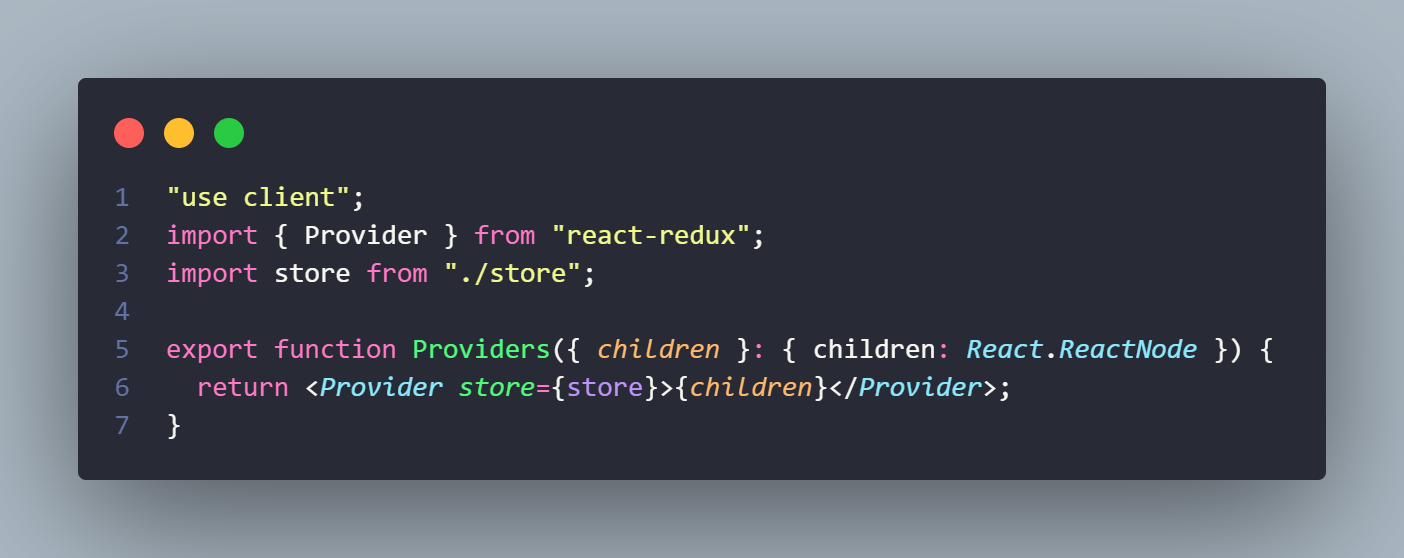 1 "use client";
2 import { Provider } from "react-redux";
3 import store from "./store";
4
5 export function Providers({ children }: { children: React.ReactNode }) {
6   return <Provider store={store}>{children}</Provider>;
7 }